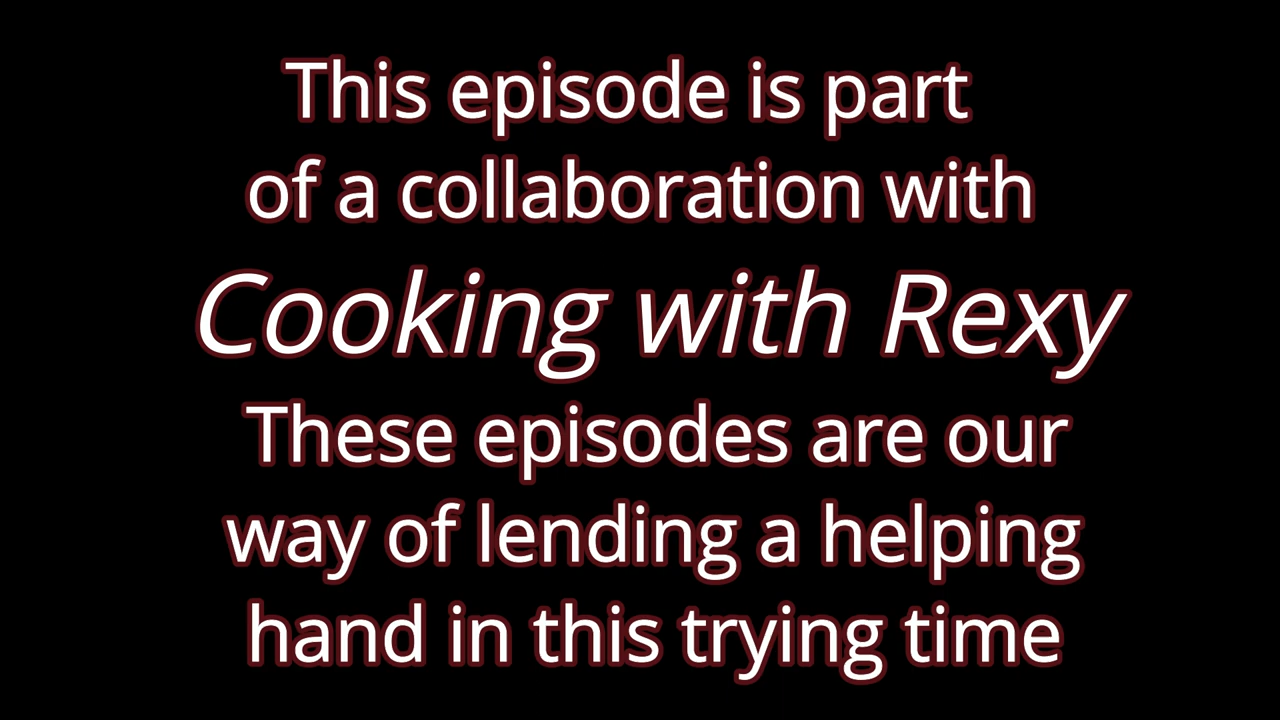 This episode is part
of a collaboration with
Cooking with Rexy
These episodes are our
way of lending a helping
hand in this trying time